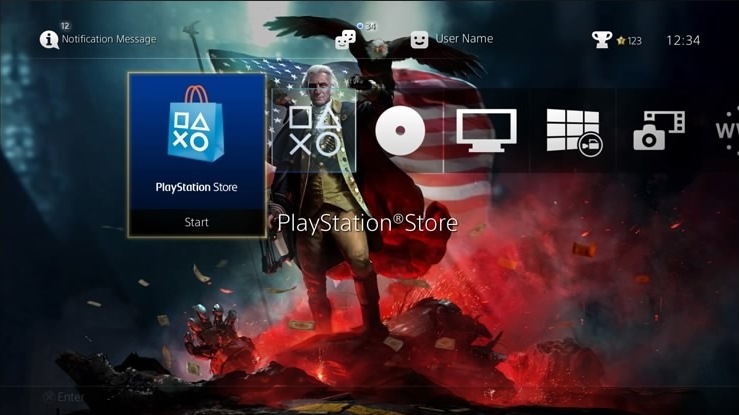 12
Notification Message
34
User Name
123
12:34
PlayStation Store
Start
PlayStation®Store
Enter